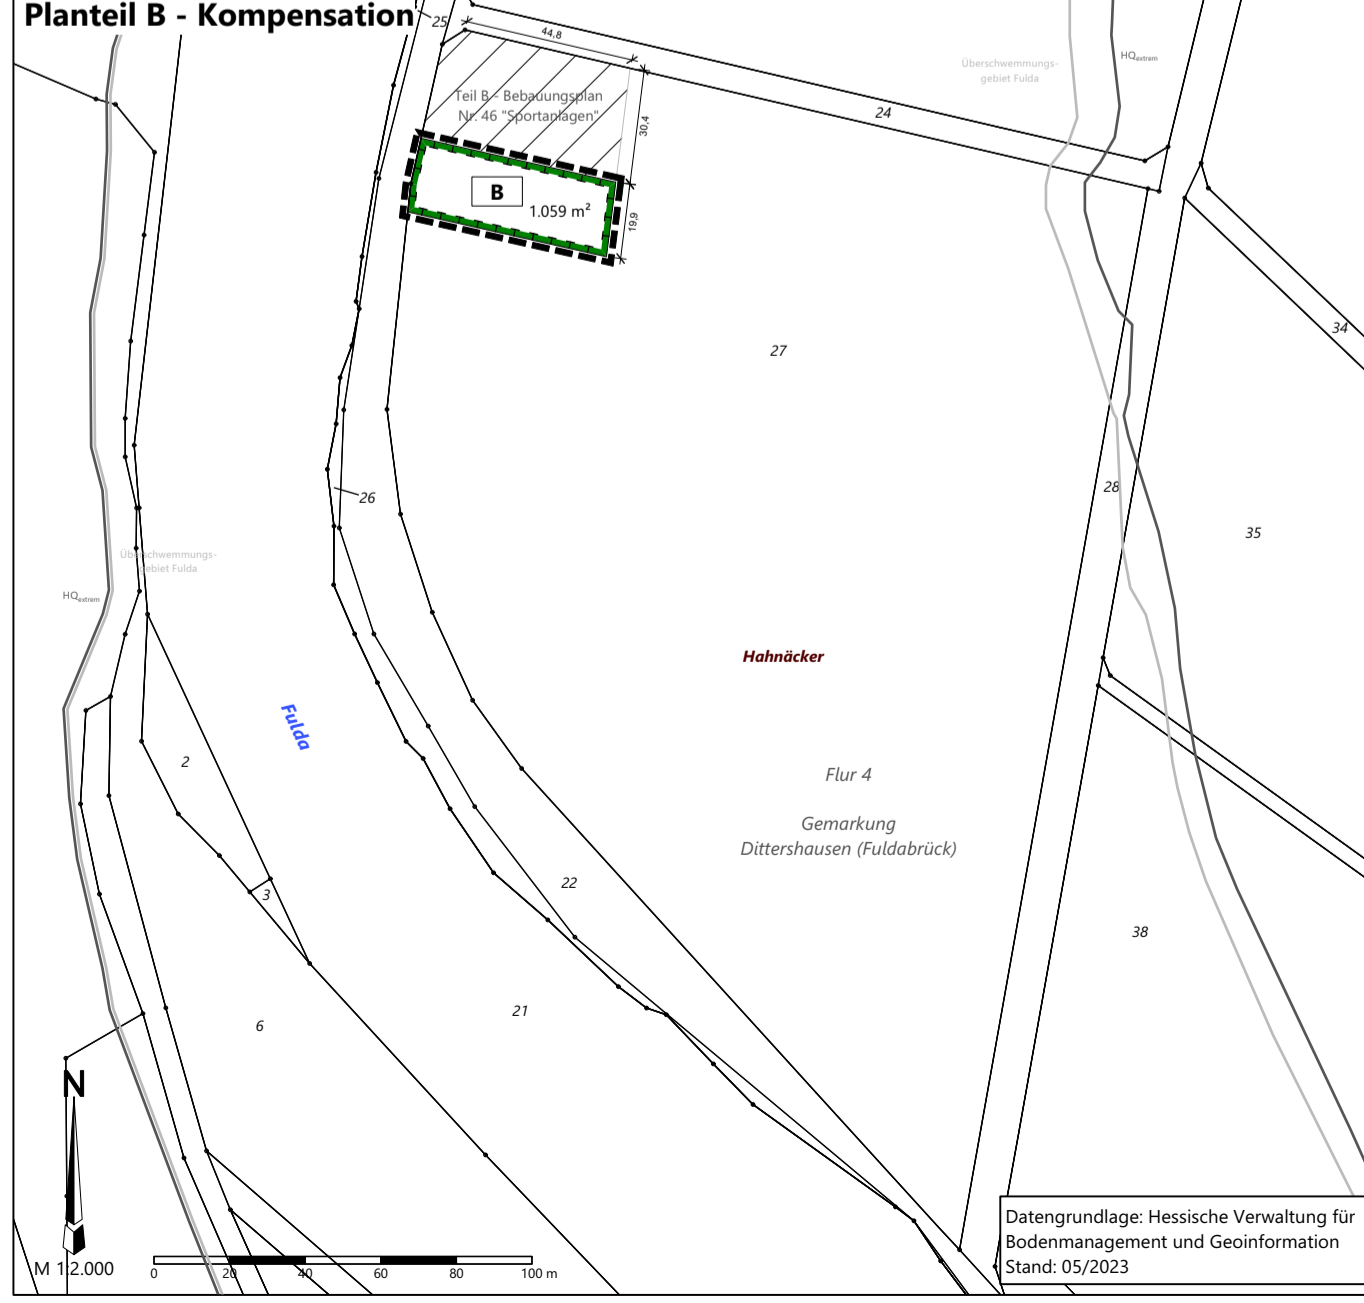 Planteil B - Kompensation
25
44,8
Überschwemmungs-
gebiet Fulda
HQextrem
Teil B - Bebauungsplan
Nr. 46 "Sportanlagen"
30,4
24
B
1.059 m²
19,9
34
27
28
26
35
Überschwemmungs-
gebiet Fulda
HQextrem
Hahnäcker
Fulda
2
Flur 4
Gemarkung
Dittershausen (Fuldabrück)
3
22
38
21
6
N
M 1:2.000
0 20 40 60 80 100 m
Datengrundlage: Hessische Verwaltung für
Bodenmanagement und Geoinformation
Stand: 05/2023